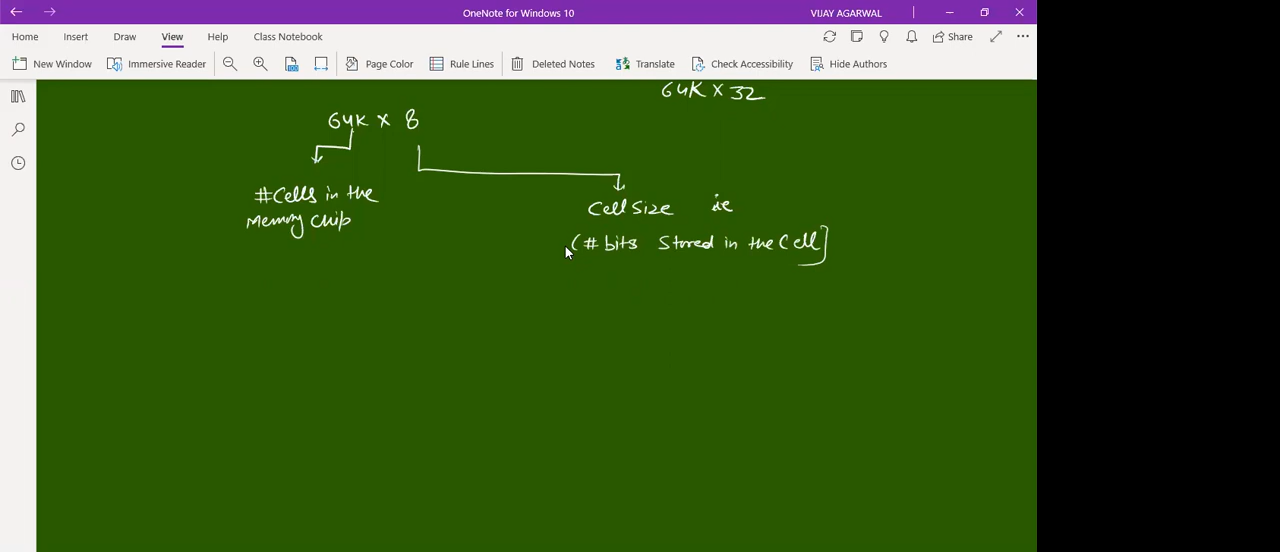 OneNote for Windows 10
VIJAY AGARWAL
Home Insert Draw View Help Class Notebook
Share
New Window Immersive Reader Page Color Rule Lines Deleted Notes Translate Check Accessibility Hide Authors
64K X 32
64K X 8
#Cells in the
Memory chip
Cell Size ie
(# bits Stored in the Cell]